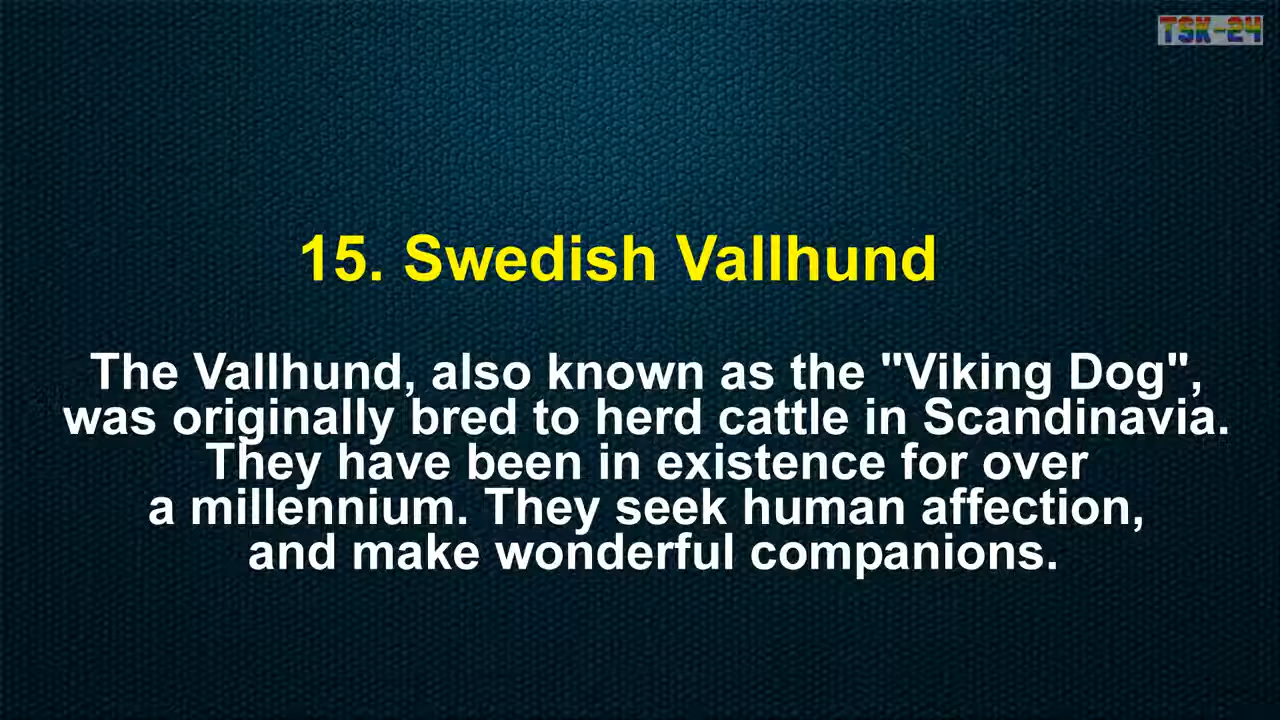 TSK-24
15. Swedish Vallhund
The Vallhund, also known as the "Viking Dog",
was originally bred to herd cattle in Scandinavia.
They have been in existence for over
a millennium. They seek human affection,
and make wonderful companions.